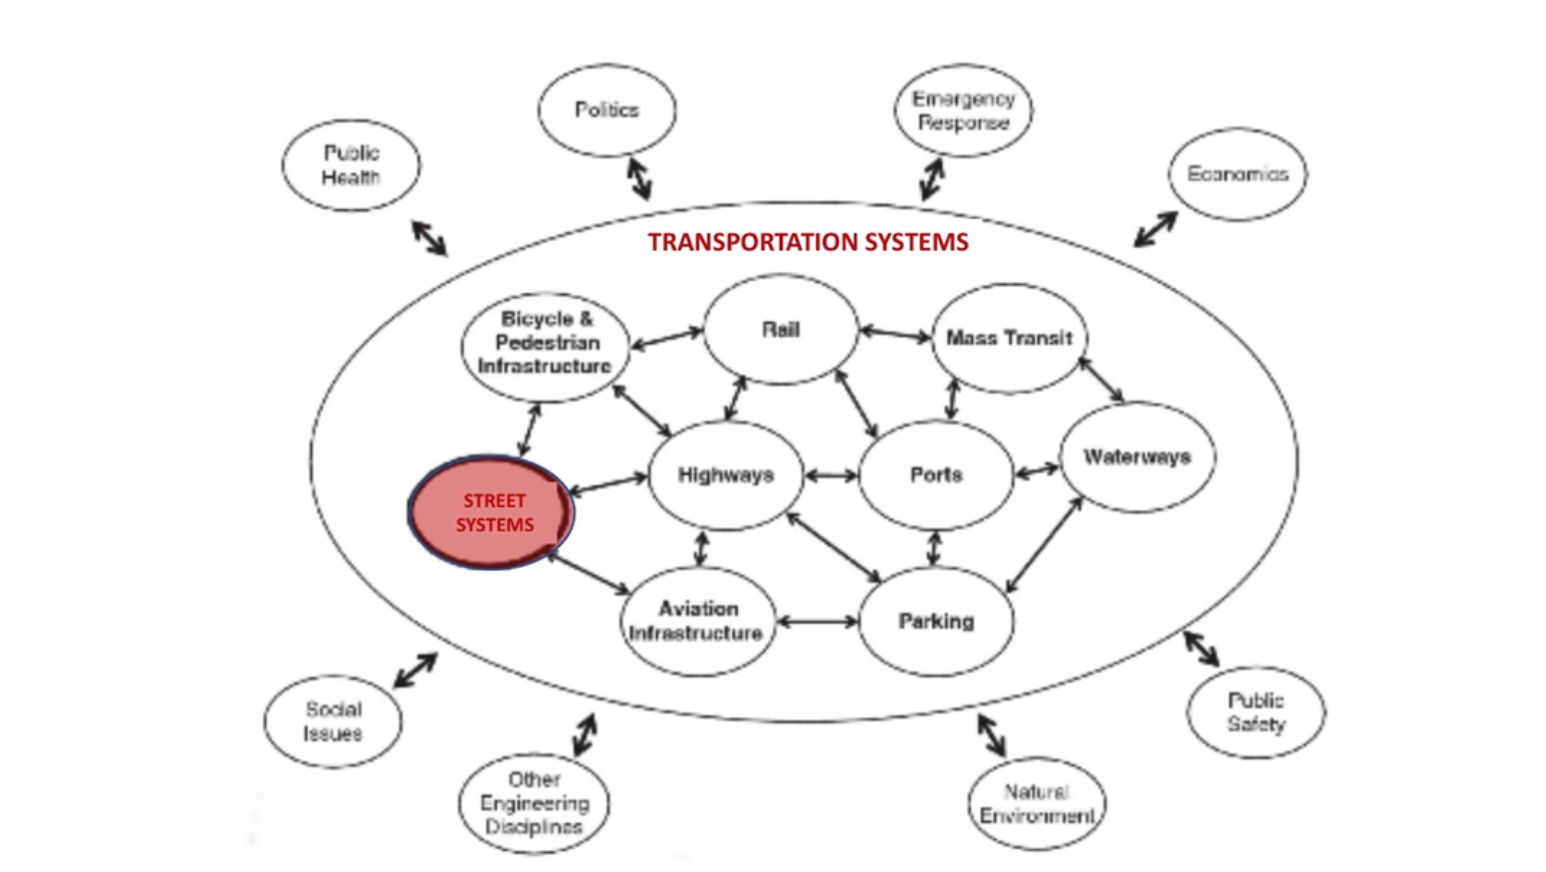 Politics
Emergency
Response
Public
Health
Economics
TRANSPORTATION SYSTEMS
Bicycle &
Pedestrian
Infrastructure
Rail
Mass Transit
Highways
Ports
Waterways
STREET
SYSTEMS
Aviation
Infrastructure
Parking
Social
Issues
Public
Safety
Other
Engineering
Disciplines
Natural
Environment